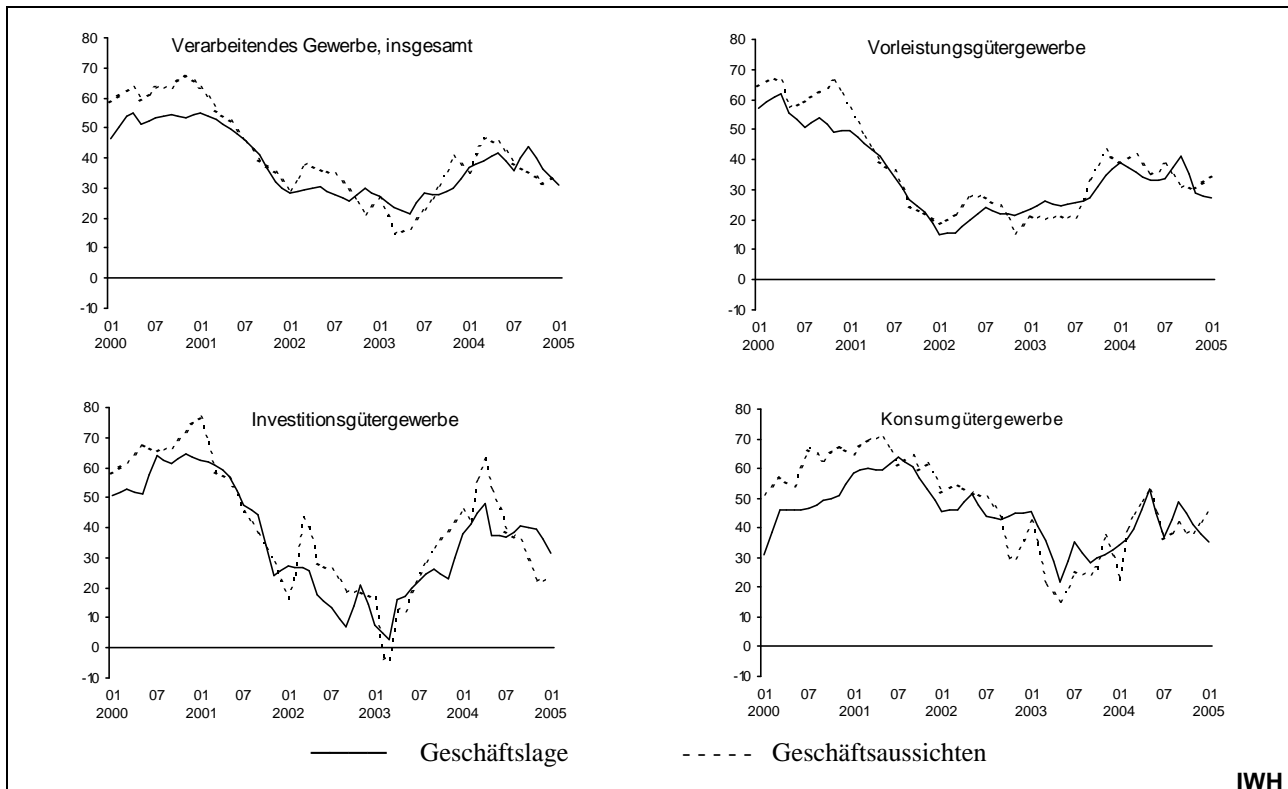 Verarbeitendes Gewerbe, insgesamt
80
70
60
50
40
30
20
10
0
-10
01 07 01 07 01 07 01 07 01 07 01
2000 2001 2002 2003 2004 2005
Vorleistungsgütergewerbe
80
70
60
50
40
30
20
10
0
-10
01 07 01 07 01 07 01 07 01 07 01
2000 2001 2002 2003 2004 2005
Investitionsgütergewerbe
80
70
60
50
40
30
20
10
0
-10
01 07 01 07 01 07 01 07 01 07 01
2000 2001 2002 2003 2004 2005
Konsumgütergewerbe
80
70
60
50
40
30
20
10
0
-10
01 07 01 07 01 07 01 07 01 07 01
2000 2001 2002 2003 2004 2005
Geschäftslage Geschäftsaussichten
IWH